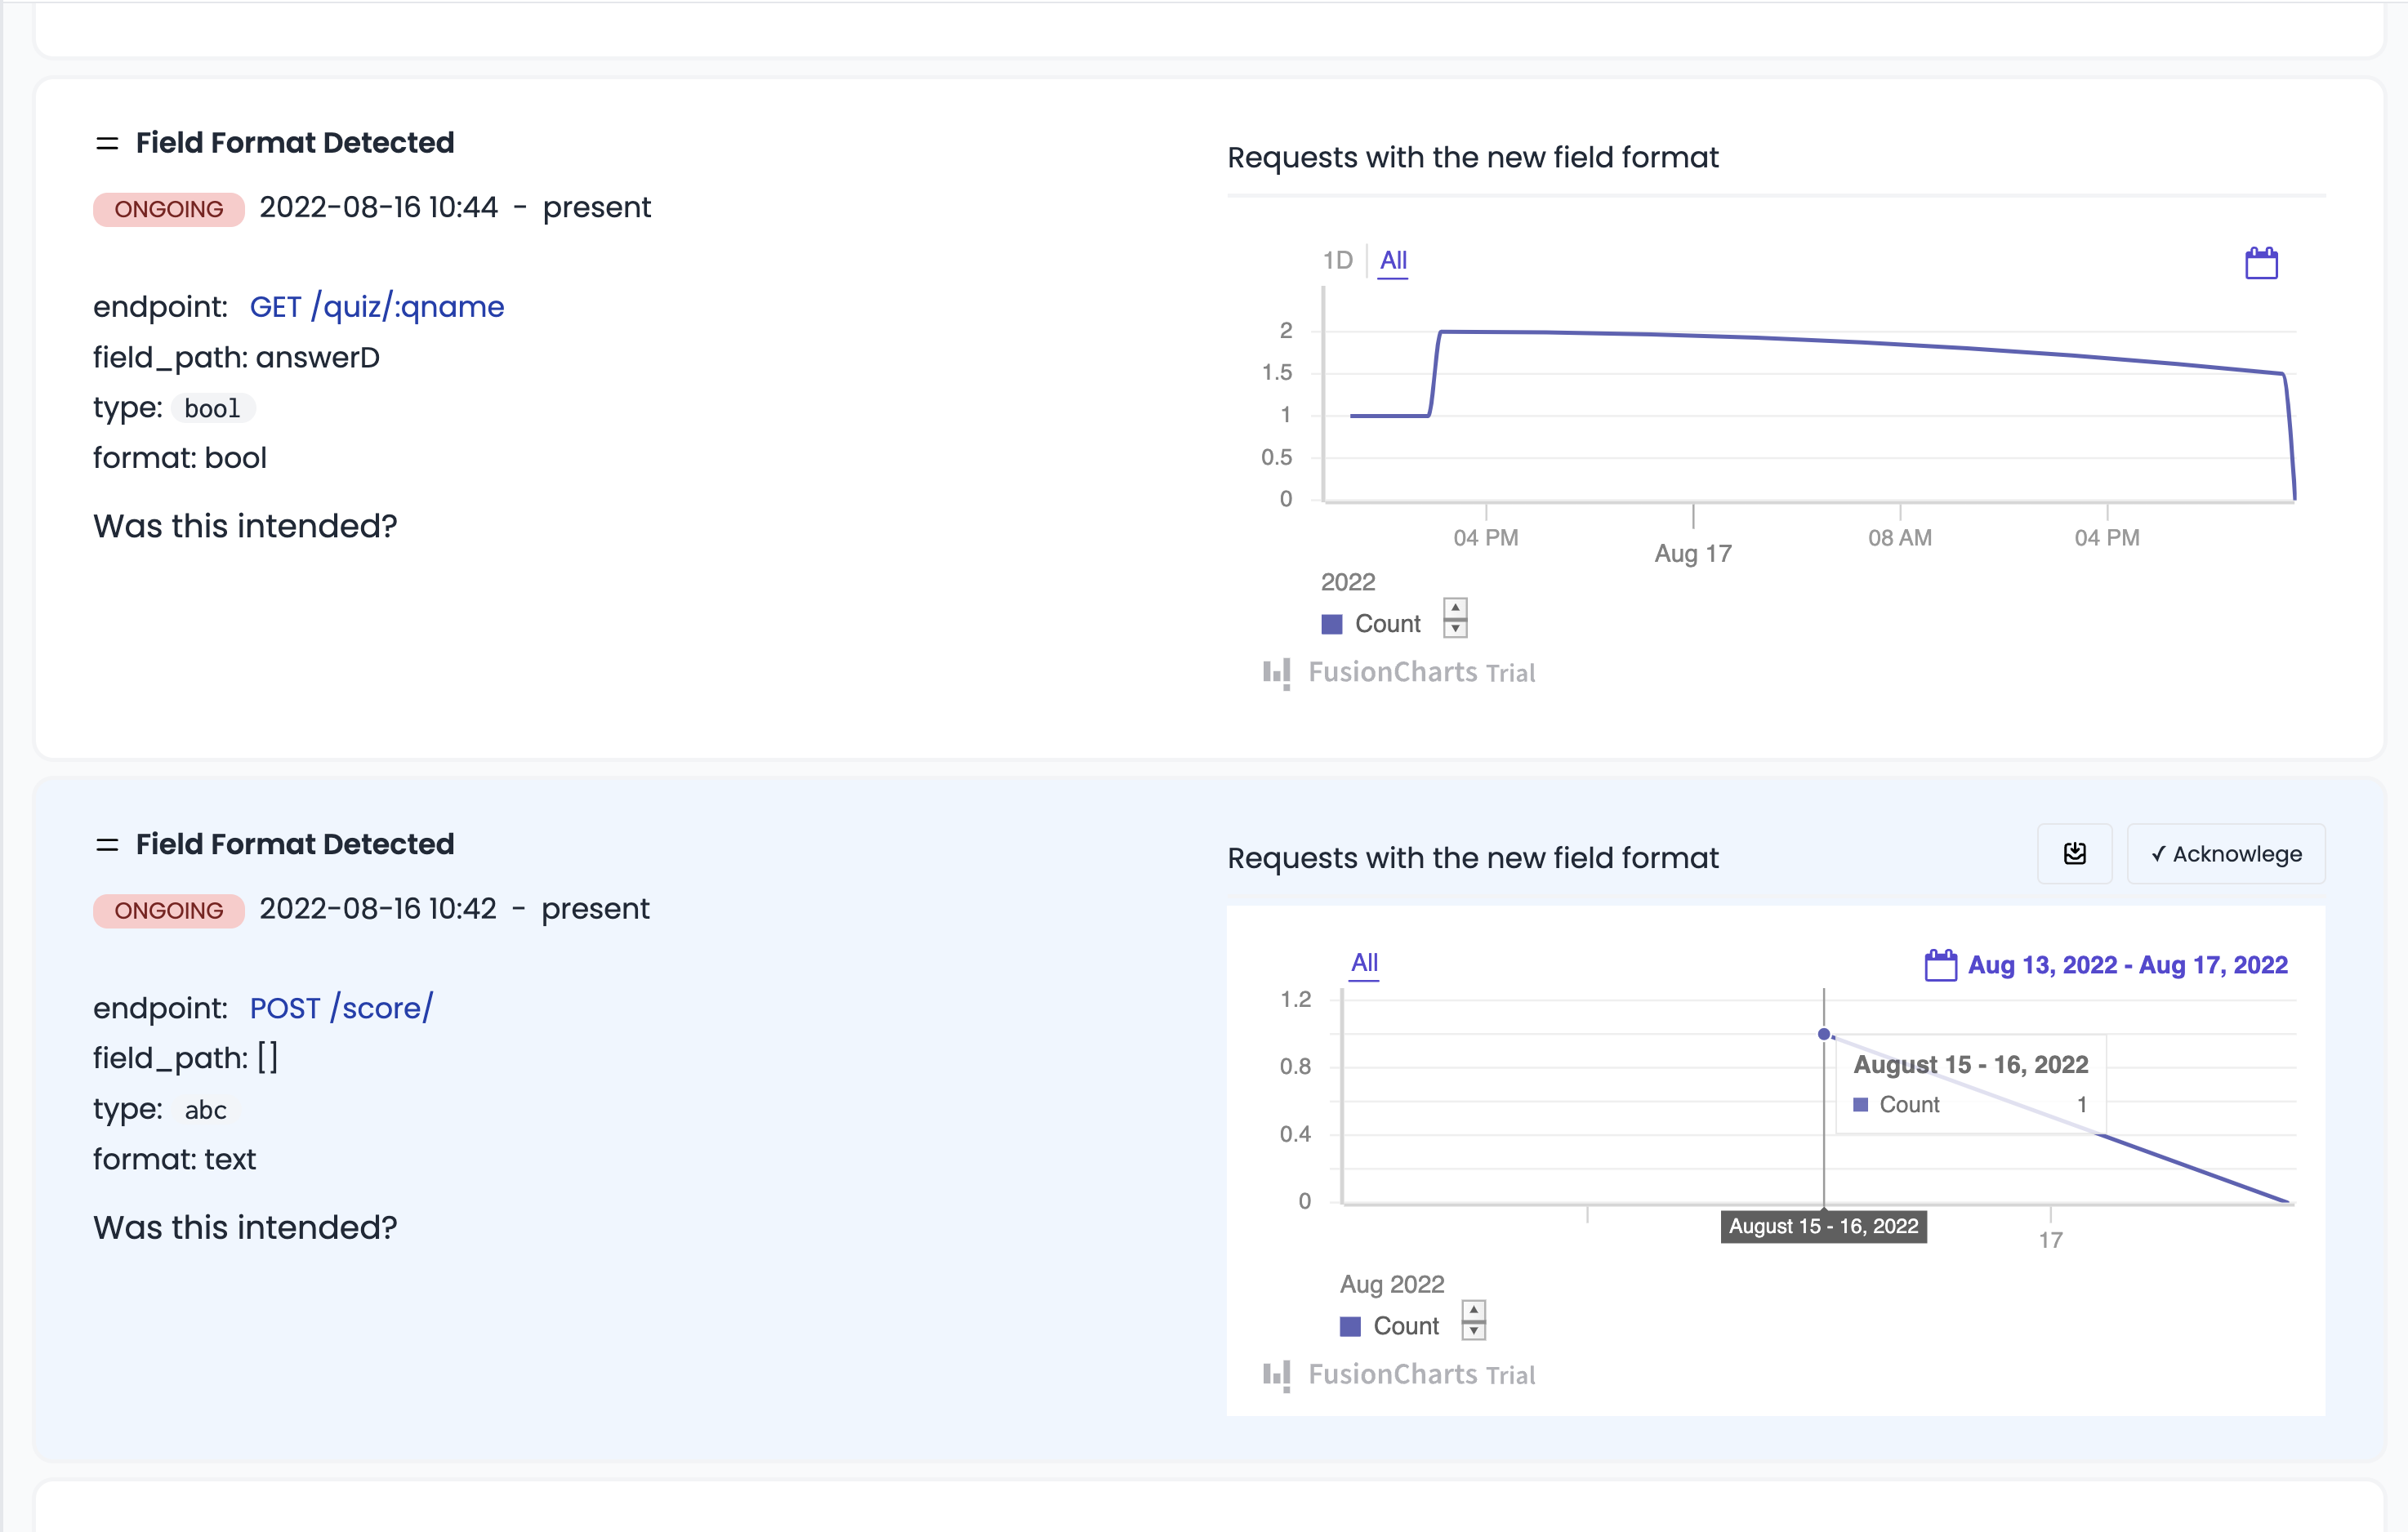 Field Format Detected
ONGOING 2022-08-16 10:44 - present
endpoint: GET /quiz/:qname
field_path: answerD
type: bool
format: bool
Was this intended?
Requests with the new field format
1D All
2
1.5
1
0.5
0
04 PM Aug 17 08 AM 04 PM
2022
Count
FusionCharts Trial
Field Format Detected
ONGOING 2022-08-16 10:42 - present
endpoint: POST /score/
field_path: []
type: abc
format: text
Was this intended?
Requests with the new field format
✓ Acknowlege
All
Aug 13, 2022 - Aug 17, 2022
1.2
0.8
0.4
0
August 15 - 16, 2022
Count 1
August 15 - 16, 2022
17
Aug 2022
Count
FusionCharts Trial